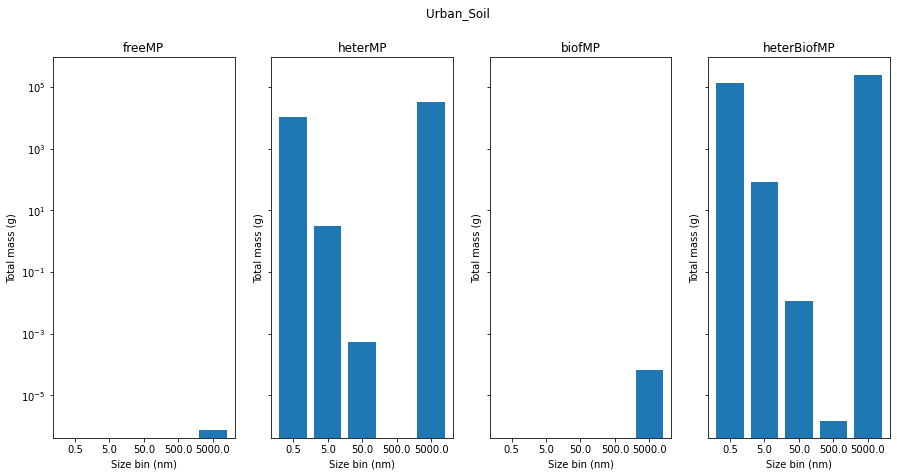 Urban_Soil
freeMP
heterMP
biofMP
heterBiofMP
Total mass (g)
10^5
10^3
10^1
10^-1
10^-3
10^-5
0.5 5.0 50.0 500.0 5000.0
Size bin (nm)
Total mass (g)
0.5 5.0 50.0 500.0 5000.0
Size bin (nm)
Total mass (g)
0.5 5.0 50.0 500.0 5000.0
Size bin (nm)
Total mass (g)
0.5 5.0 50.0 500.0 5000.0
Size bin (nm)